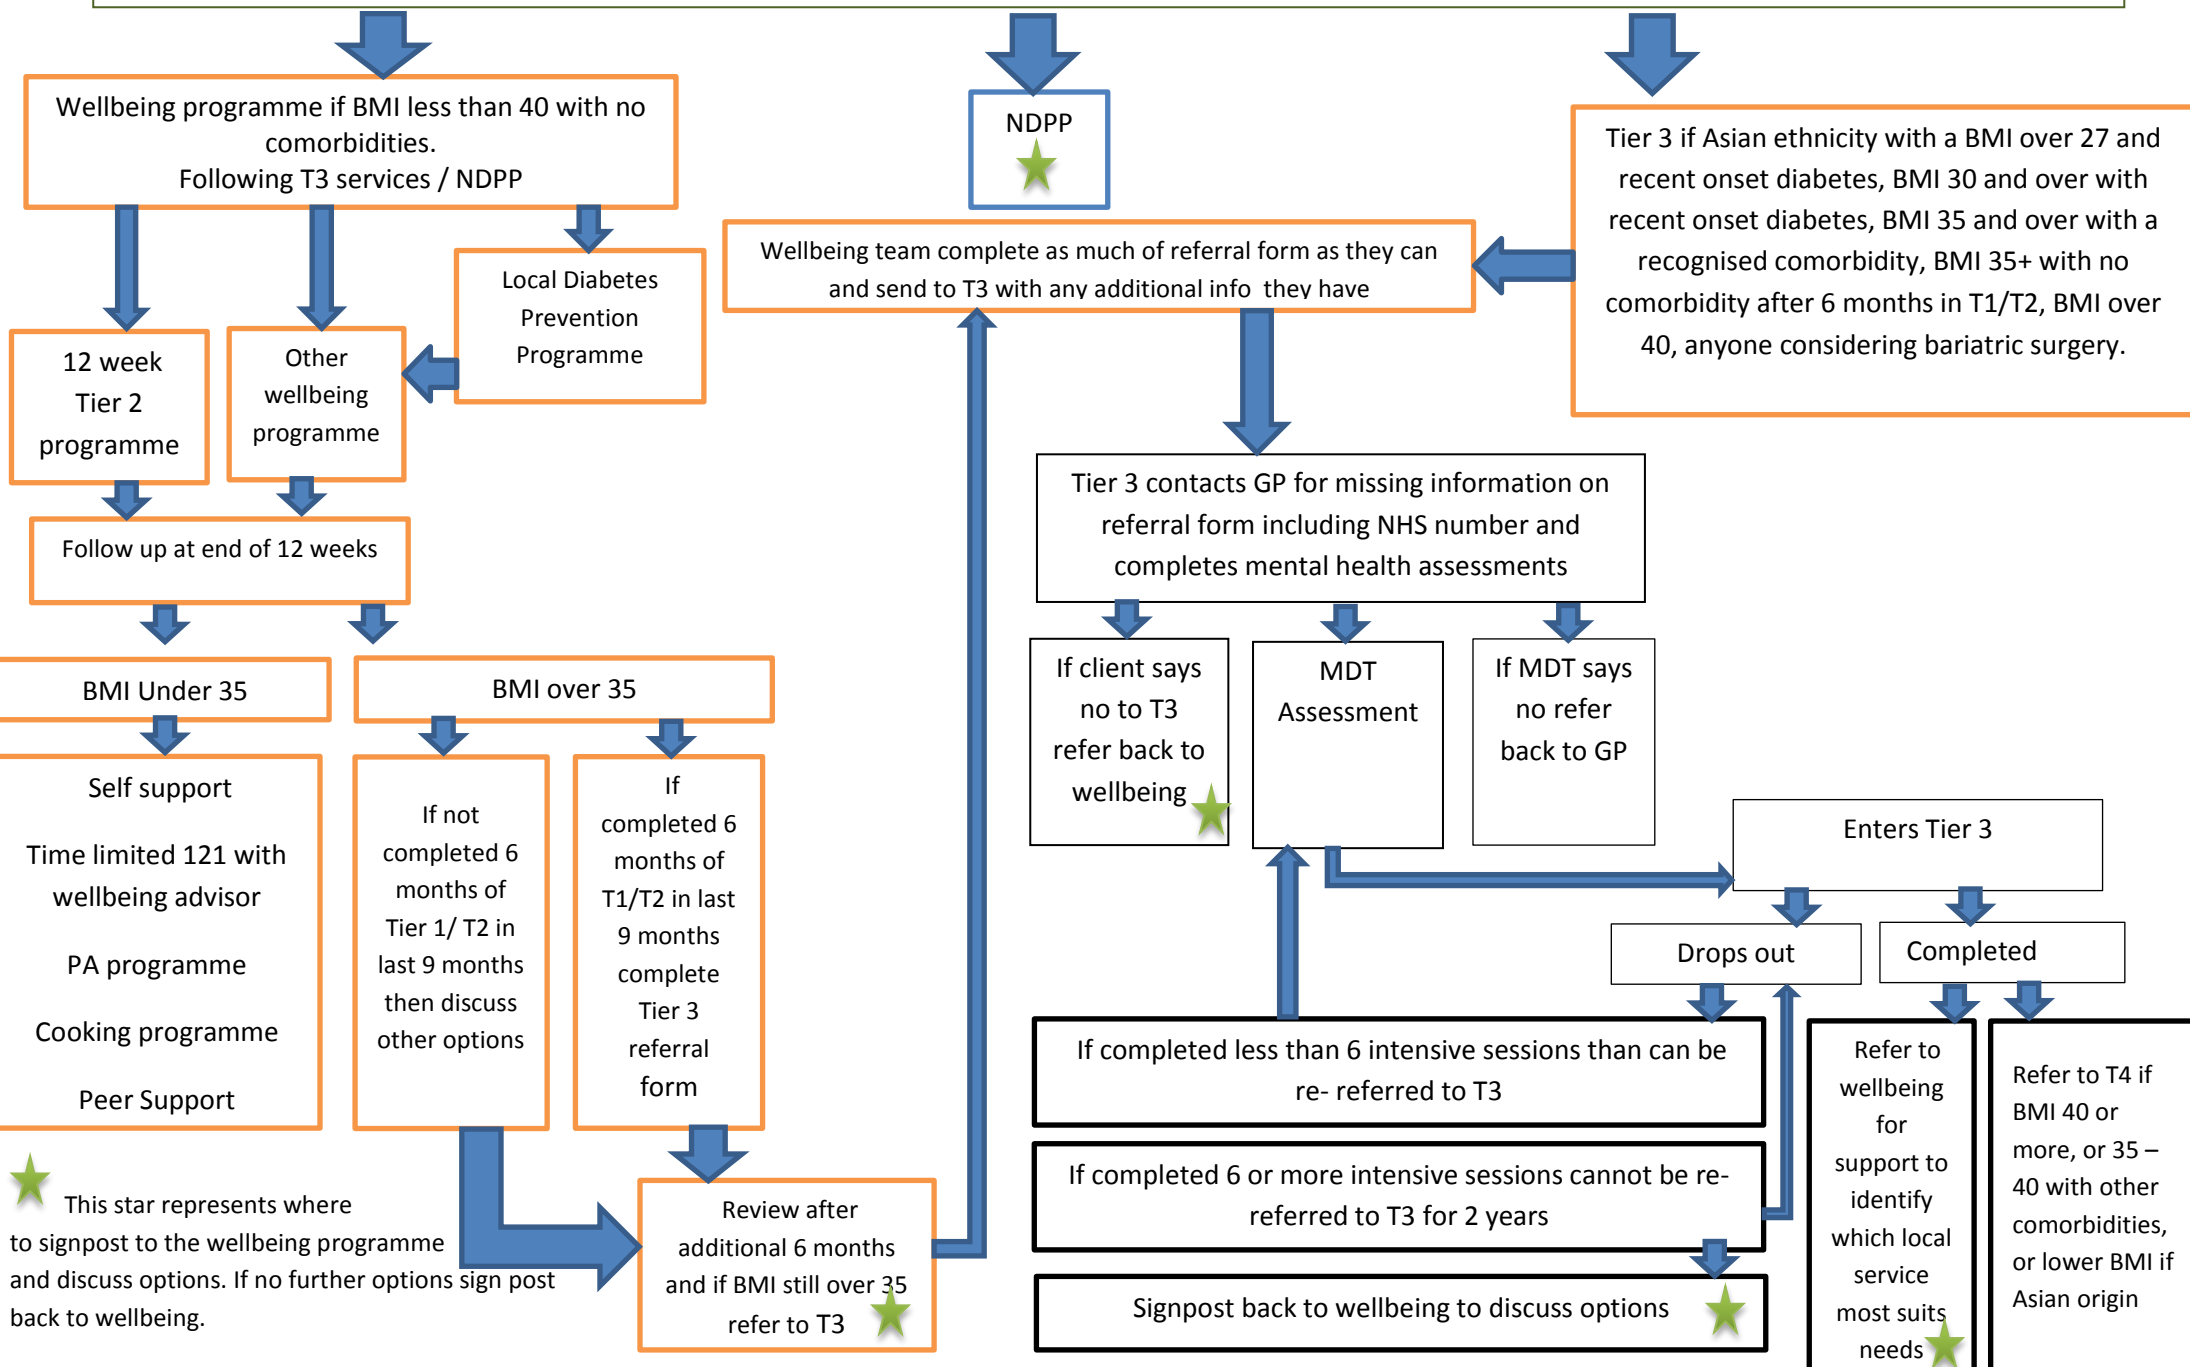 Wellbeing programme if BMI less than 40 with no
comorbidities.
Following T3 services / NDPP
NDPP
Tier 3 if Asian ethnicity with a BMI over 27 and
recent onset diabetes, BMI 30 and over with
recent onset diabetes, BMI 35 and over with a
recognised comorbidity, BMI 35+ with no
comorbidity after 6 months in T1/T2, BMI over
40, anyone considering bariatric surgery.
Wellbeing team complete as much of referral form as they can
and send to T3 with any additional info they have
Local Diabetes
Prevention
Programme
12 week
Tier 2
programme
Other
wellbeing
programme
Follow up at end of 12 weeks
Tier 3 contacts GP for missing information on
referral form including NHS number and
completes mental health assessments
If client says
no to T3
refer back to
wellbeing
MDT
Assessment
If MDT says
no refer
back to GP
BMI Under 35
BMI over 35
Self support
Time limited 121 with
wellbeing advisor
PA programme
Cooking programme
Peer Support
If not
completed 6
months of
Tier 1/ T2 in
last 9 months
then discuss
other options
If
completed 6
months of
T1/T2 in last
9 months
complete
Tier 3
referral
form
Enters Tier 3
Drops out
Completed
If completed less than 6 intensive sessions than can be
re- referred to T3
If completed 6 or more intensive sessions cannot be re-
referred to T3 for 2 years
Signpost back to wellbeing to discuss options
Refer to
wellbeing
for
support to
identify
which local
service
most suits
needs
Refer to T4 if
BMI 40 or
more, or 35 –
40 with other
comorbidities,
or lower BMI if
Asian origin
Review after
additional 6 months
and if BMI still over 35
refer to T3
This star represents where
to signpost to the wellbeing programme
and discuss options. If no further options sign post
back to wellbeing.